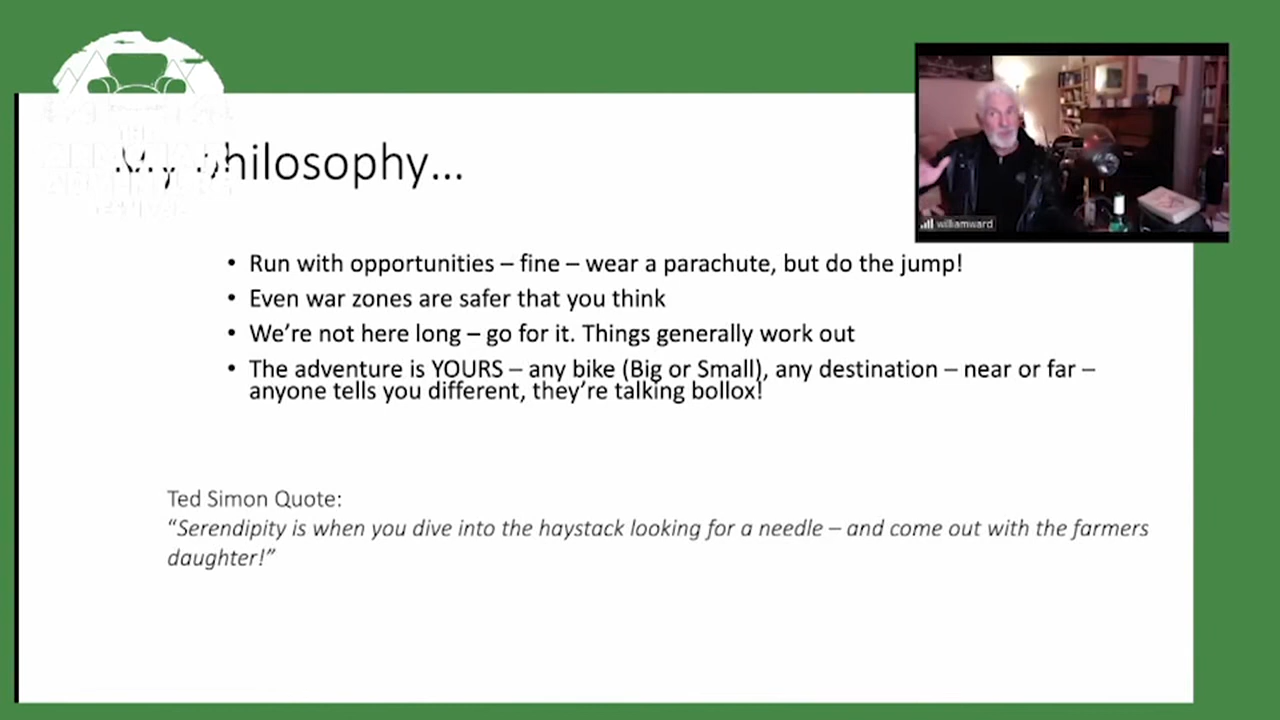 My philosophy...
williamward
• Run with opportunities – fine – wear a parachute, but do the jump!
• Even war zones are safer that you think
• We're not here long – go for it. Things generally work out
• The adventure is YOURS – any bike (Big or Small), any destination – near or far –
anyone tells you different, they're talking bollox!
Ted Simon Quote:
“Serendipity is when you dive into the haystack looking for a needle – and come out with the farmers
daughter!”